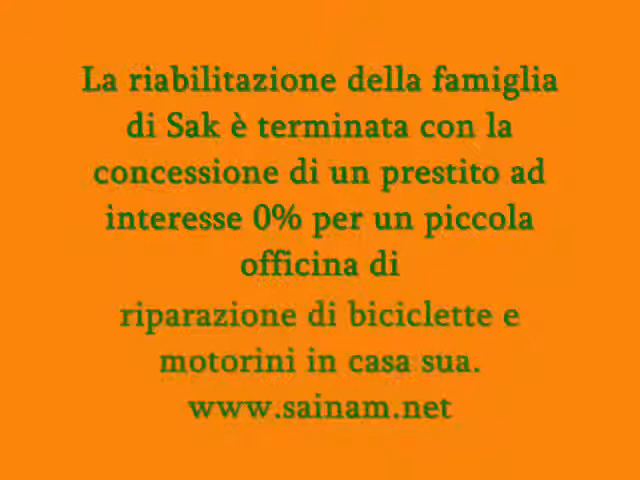 La riabilitazione della famiglia
di Sak è terminata con la
concessione di un prestito ad
interesse 0% per un piccola
officina di
riparazione di biciclette e
motorini in casa sua.
www.sainam.net